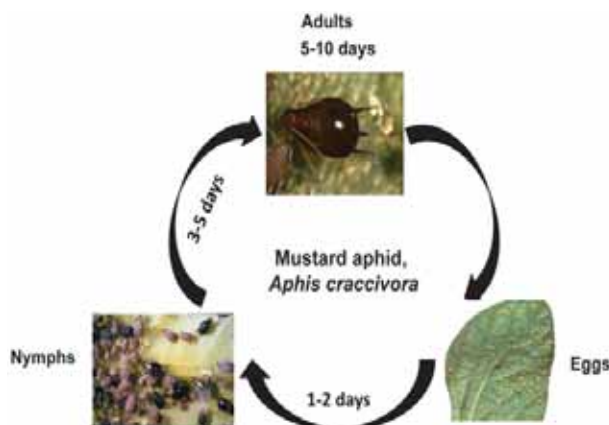 Adults
5-10 days
3-5 days
Mustard aphid,
Aphis craccivora
Nymphs
Eggs
1-2 days